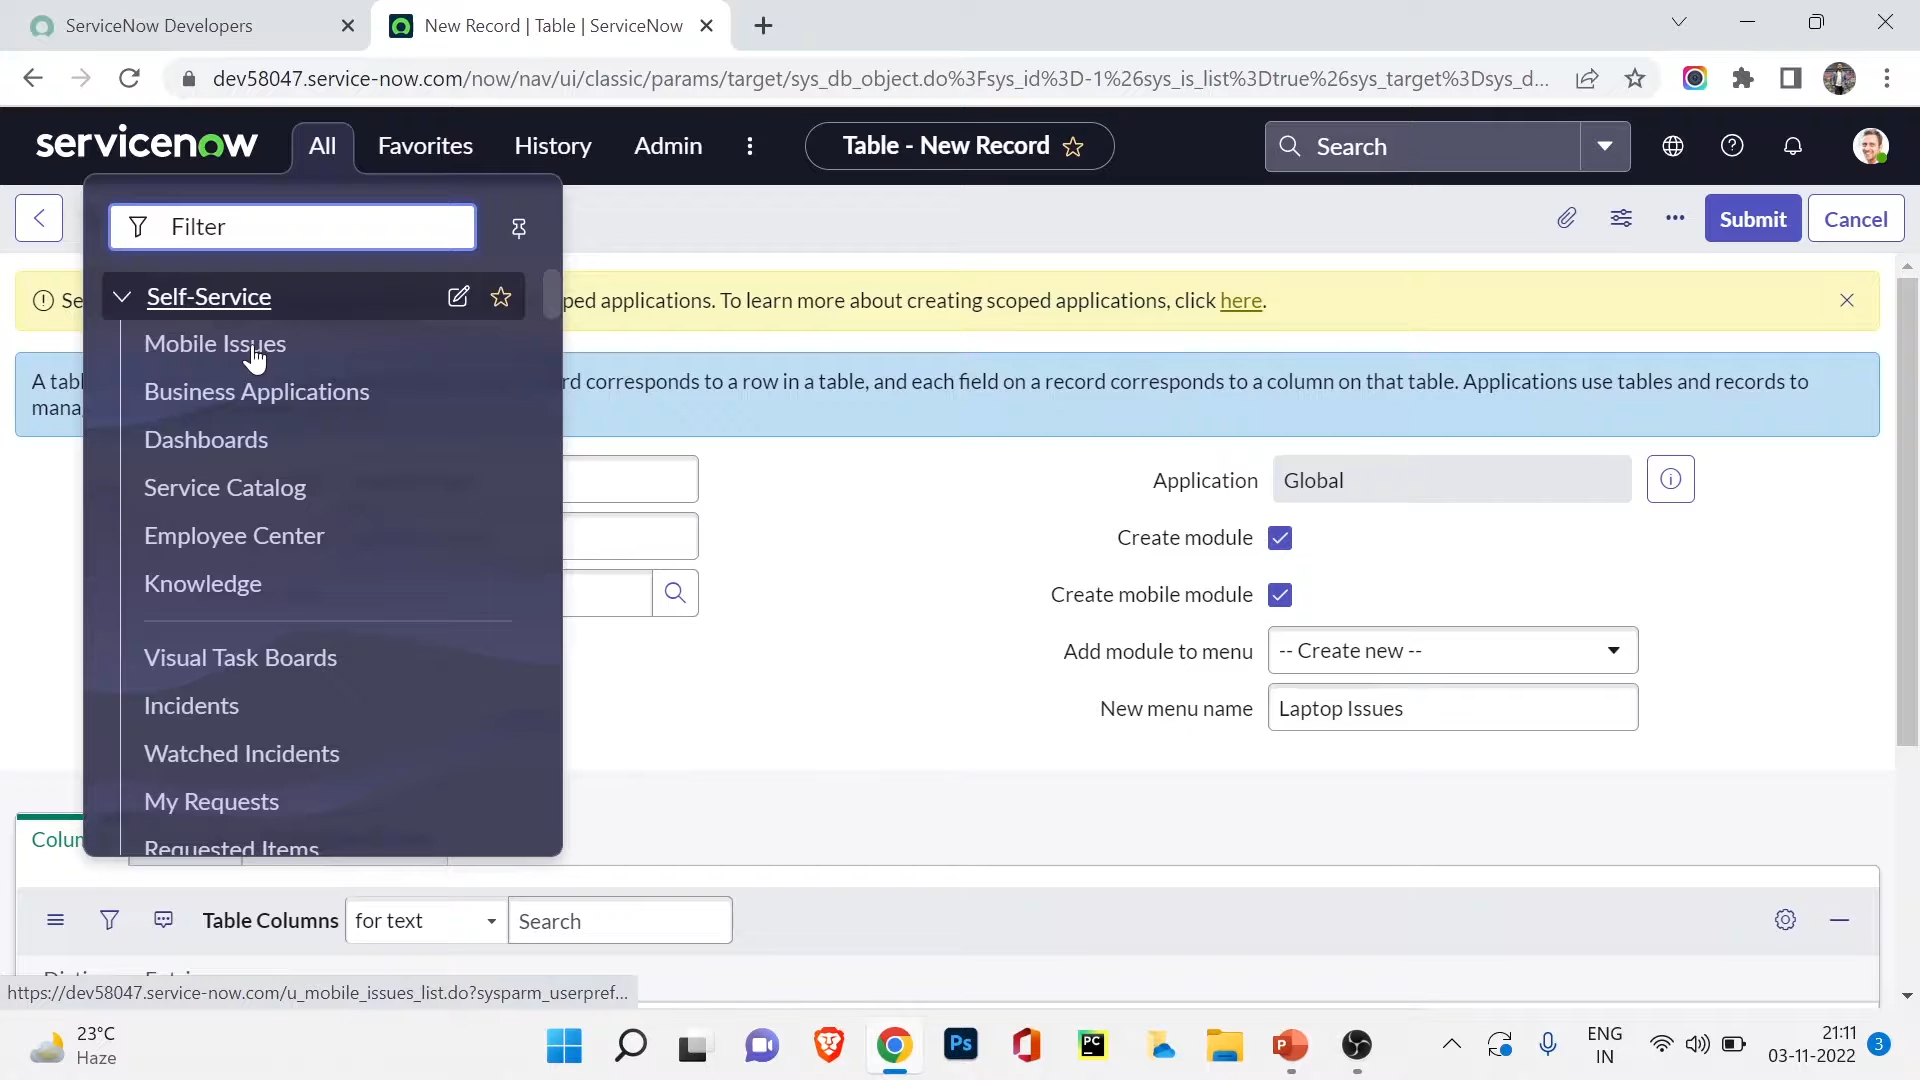 ServiceNow Developers
New Record | Table | ServiceNow
dev58047.service-now.com/now/nav/ui/classic/params/target/sys_db_object.do%3Fsys_id%3D-1%26sys_is_list%3Dtrue%26sys_target%3Dsys_d...
servicenow
All
Favorites
History
Admin
Table - New Record
Search
Filter
Submit
Cancel
Self-Service
Se
ped applications. To learn more about creating scoped applications, click here.
Mobile Issues
A tabl
rd corresponds to a row in a table, and each field on a record corresponds to a column on that table. Applications use tables and records to
mana
Business Applications
Dashboards
Service Catalog
Employee Center
Knowledge
Visual Task Boards
Incidents
Watched Incidents
My Requests
Requested Items
Application
Global
Create module
Create mobile module
Add module to menu
-- Create new --
New menu name
Laptop Issues
Colum
Table Columns
for text
Search
https://dev58047.service-now.com/u_mobile_issues_list.do?sysparm_userpref...
23°C
Haze
Ps
PC
P
ENG
IN
21:11
03-11-2022
3